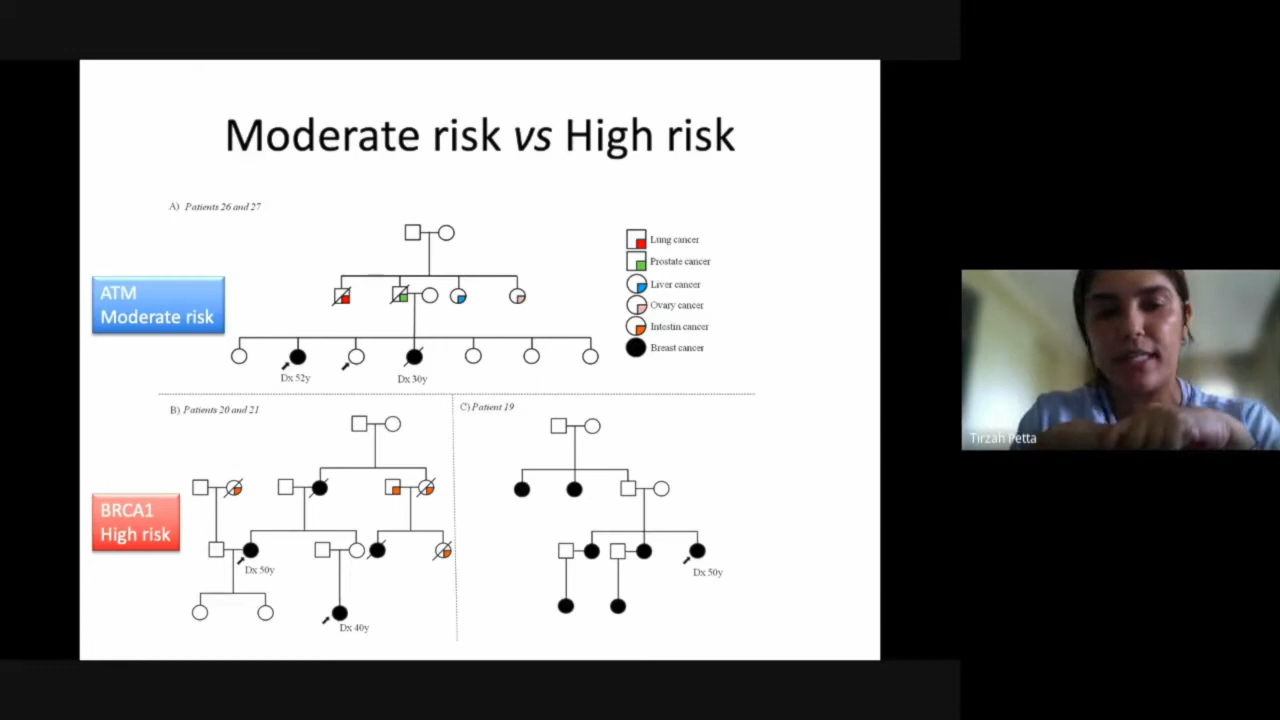 Moderate risk vs High risk
A) Patients 26 and 27
ATM
Moderate risk
Lung cancer
Prostate cancer
Liver cancer
Ovary cancer
Intestin cancer
Breast cancer
Dx 52y
Dx 30y
B) Patients 20 and 21
C) Patient 19
BRCA1
High risk
Dx 50y
Dx 40y
Dx 50y
Tirzah Petta